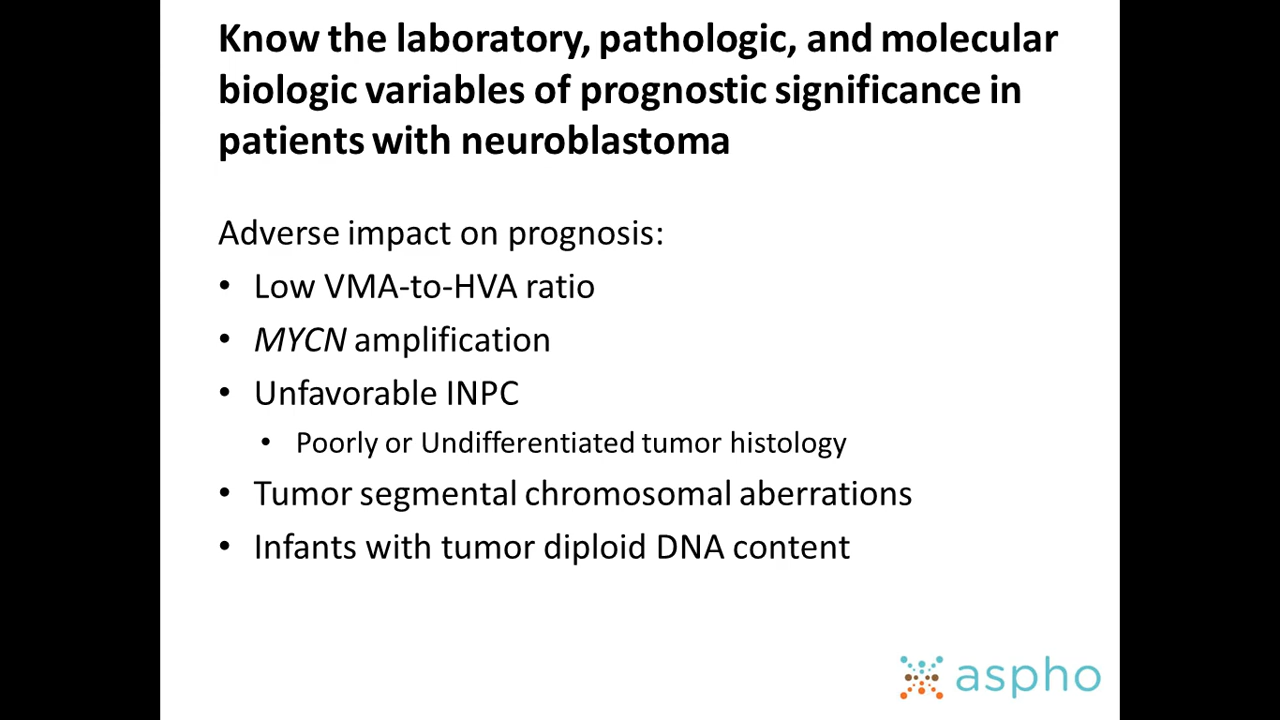 Know the laboratory, pathologic, and molecular
biologic variables of prognostic significance in
patients with neuroblastoma
Adverse impact on prognosis:
• Low VMA-to-HVA ratio
• MYCN amplification
• Unfavorable INPC
• Poorly or Undifferentiated tumor histology
• Tumor segmental chromosomal aberrations
• Infants with tumor diploid DNA content
aspho